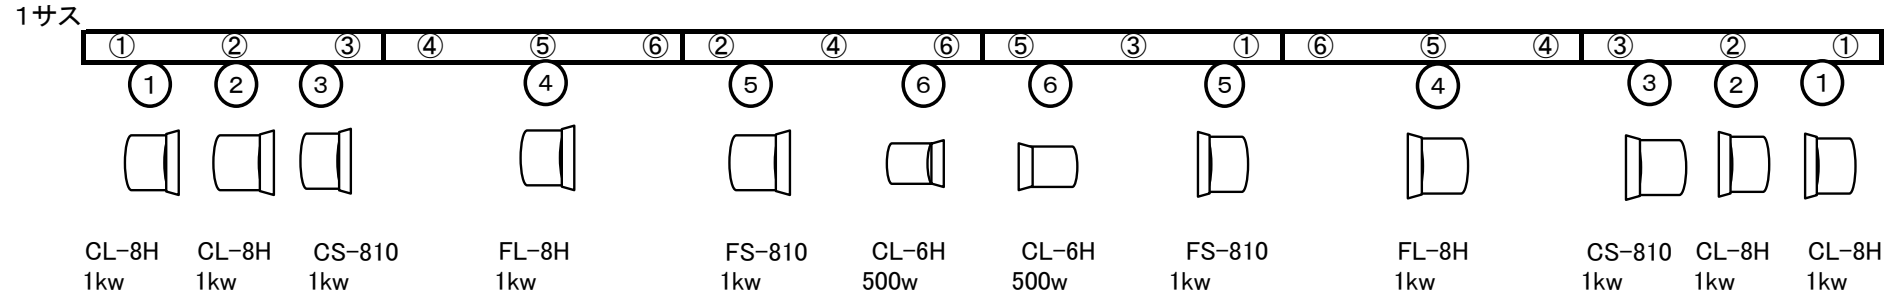 １サス
① ② ③ ④ ⑤ ⑥ ② ④ ⑥ ⑤ ③ ① ⑥ ⑤ ④ ③ ② ①
1 2 3 4 5 6 6 5 4 3 2 1
CL-8H CL-8H CS-810 FL-8H FS-810 CL-6H CL-6H FS-810 FL-8H CS-810 CL-8H CL-8H
1kw 1kw 1kw 1kw 1kw 500w 500w 1kw 1kw 1kw 1kw 1kw